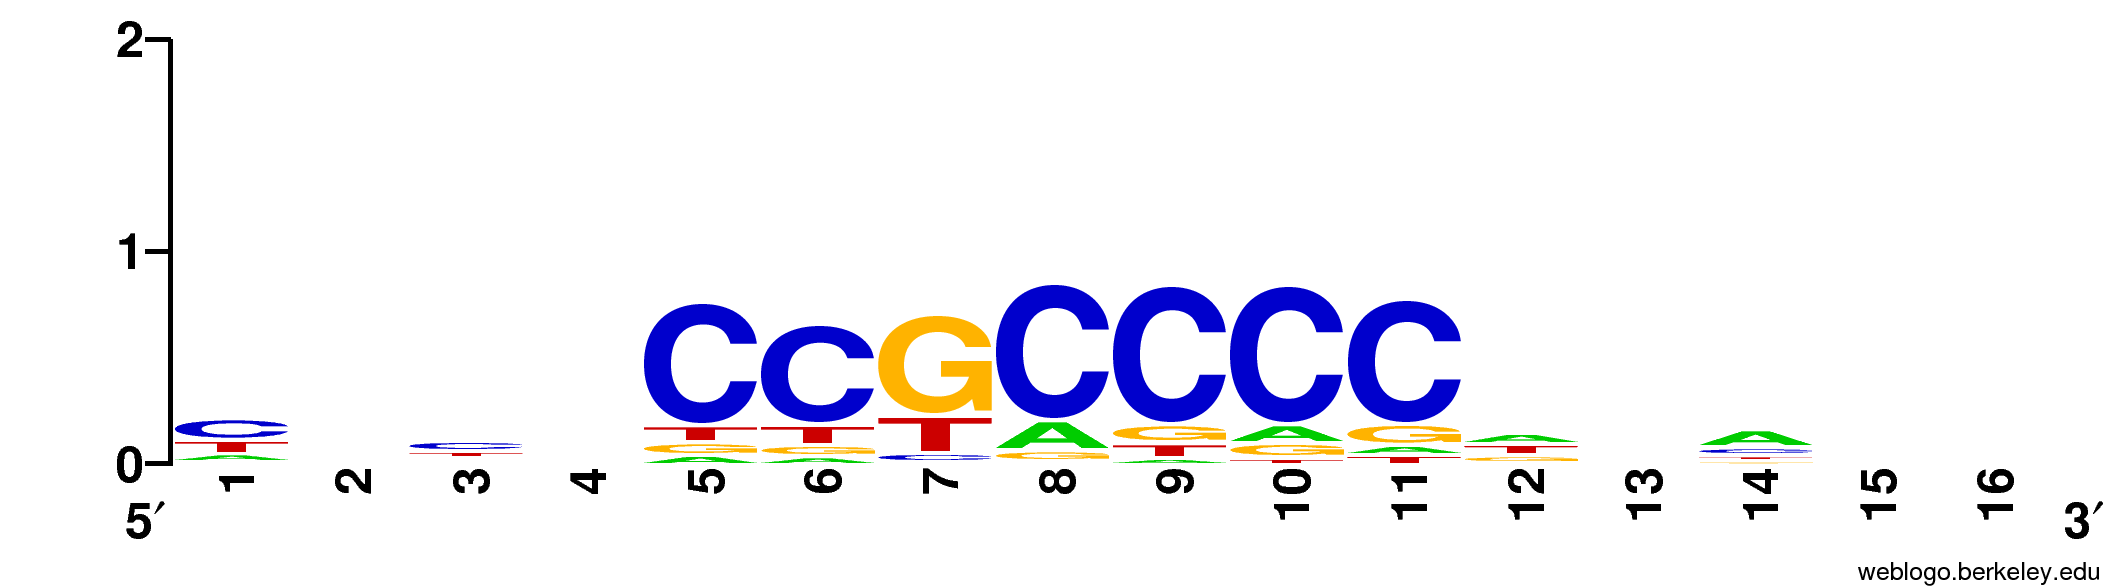 2
1
0
C C C C C C C G
T T T A G A G A A
G G C G T G A T C
A A A T T G T
1 2 3 4 5 6 7 8 9 10 11 12 13 14 15 16
5′ 3′
weblogo.berkeley.edu